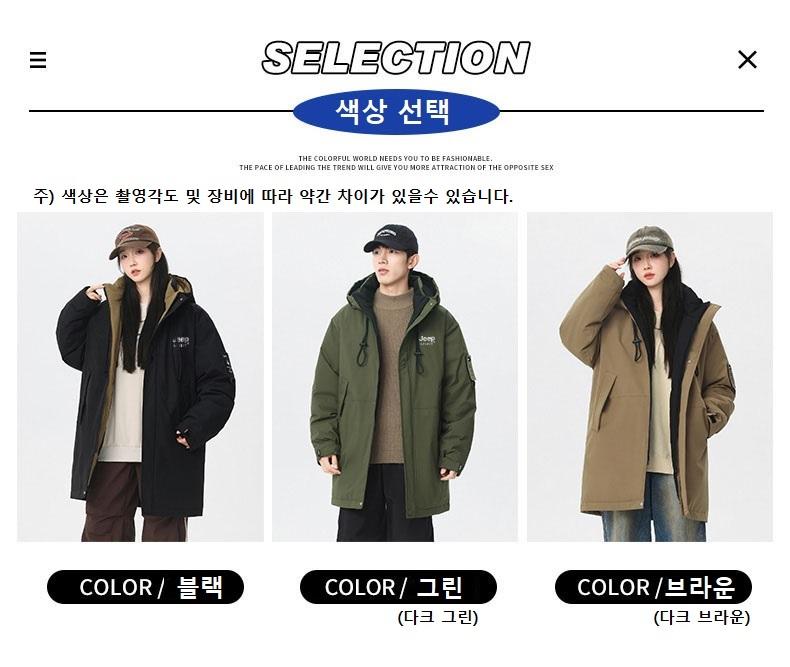 SELECTION
색상 선택
THE COLORFUL WORLD NEEDS YOU TO BE FASHIONABLE.
THE PACE OF LEADING THE TREND WILL GIVE YOU MORE ATTRACTION OF THE OPPOSITE SEX
주) 색상은 촬영각도 및 장비에 따라 약간 차이가 있을수 있습니다.
Jeep
Jeep
COLOR / 블랙
COLOR / 그린
COLOR /브라운
(다크 그린)
(다크 브라운)